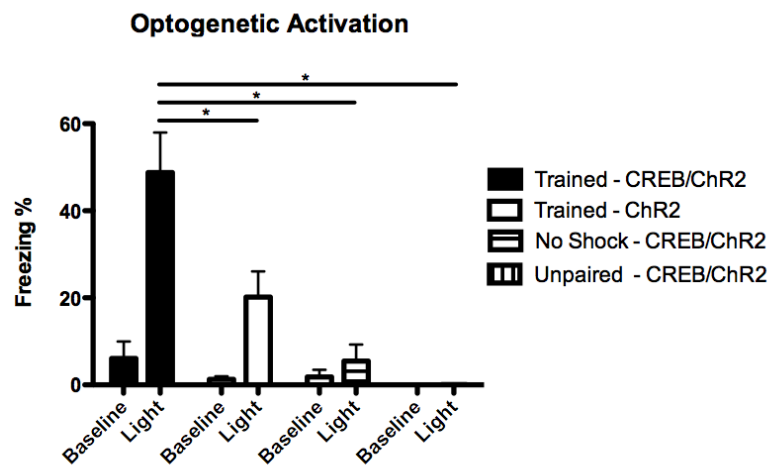 Optogenetic Activation
*
*
*
60
40
20
0
Freezing %
Trained - CREB/ChR2
Trained - ChR2
No Shock - CREB/ChR2
Unpaired - CREB/ChR2
Baseline
Light
Baseline
Light
Baseline
Light
Baseline
Light